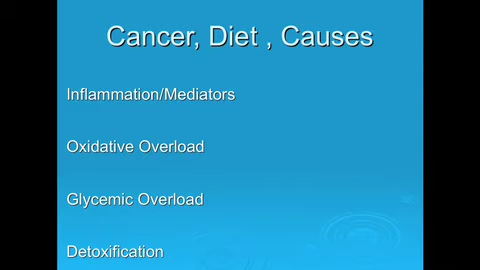 Cancer, Diet , Causes
Inflammation/Mediators
Oxidative Overload
Glycemic Overload
Detoxification